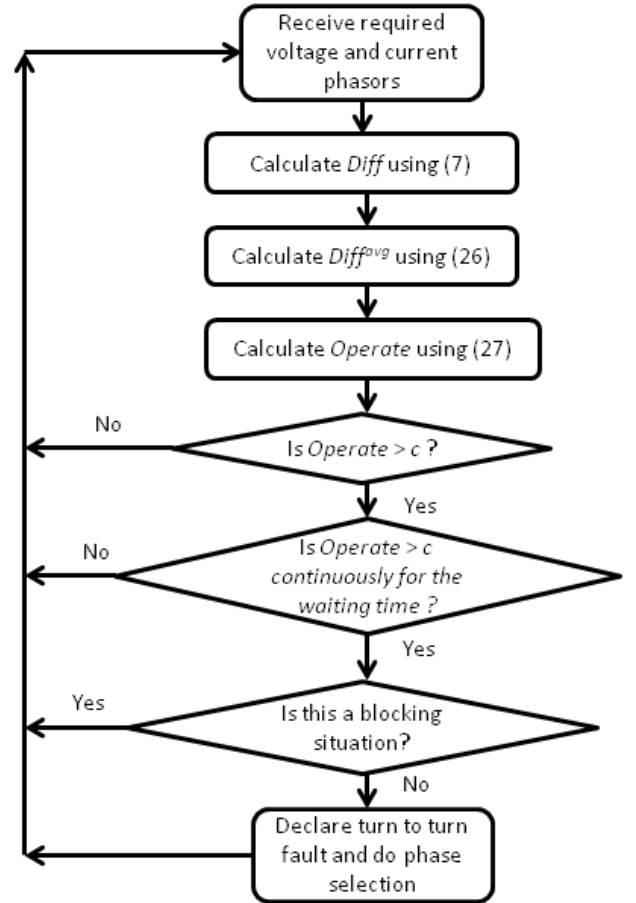 Receive required
voltage and current
phasors
Calculate Diff using (7)
Calculate Diff^avg using (26)
Calculate Operate using (27)
No
Is Operate > c ?
Yes
No
Is Operate > c
continuously for the
waiting time ?
Yes
Yes
Is this a blocking
situation?
No
Declare turn to turn
fault and do phase
selection